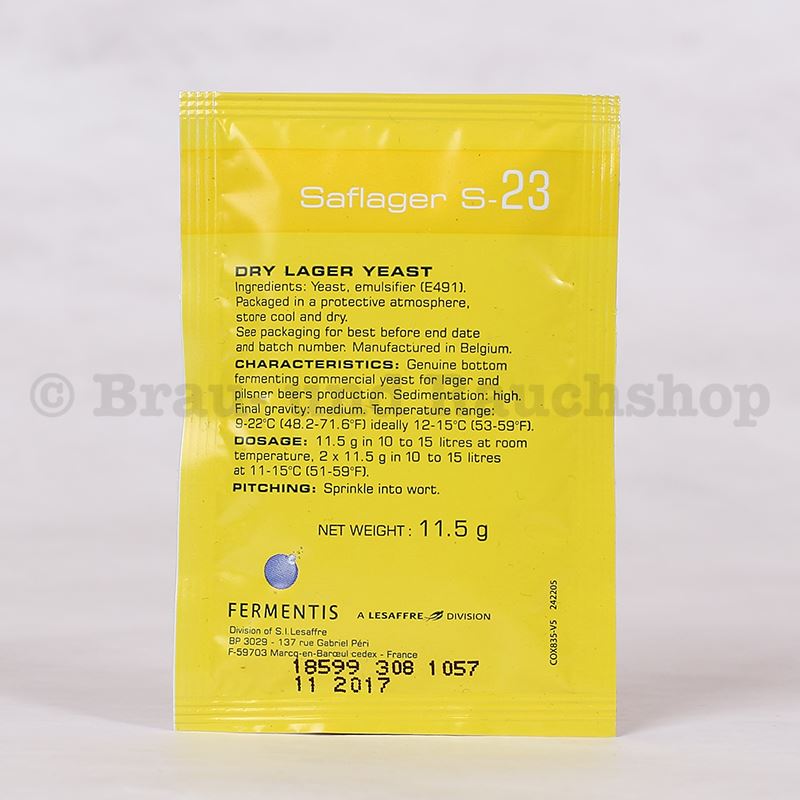 Saflager S-23
DRY LAGER YEAST
Ingredients: Yeast, emulsifier (E491).
Packaged in a protective atmosphere,
store cool and dry.
See packaging for best before end date
and batch number. Manufactured in Belgium.
CHARACTERISTICS: Genuine bottom
fermenting commercial yeast for lager and
© Brau uchshop
pilsner beers production. Sedimentation: high.
Final gravity: medium. Temperature range:
9-22°C (48.2-71.6°F) ideally 12-15°C (53-59°F).
DOSAGE: 11.5 g in 10 to 15 litres at room
temperature, 2 x 11.5 g in 10 to 15 litres
at 11-15°C (51-59°F).
PITCHING: Sprinkle into wort.
NET WEIGHT : 11.5 g
FERMENTIS A LESAFFRE DIVISION
Division of S.I.Lesaffre
BP 3029 - 137 rue Gabriel Péri
F-59703 Marcq-en-Barœul cedex - France
18599 308 1057
11 2017
COX835-V5 242205